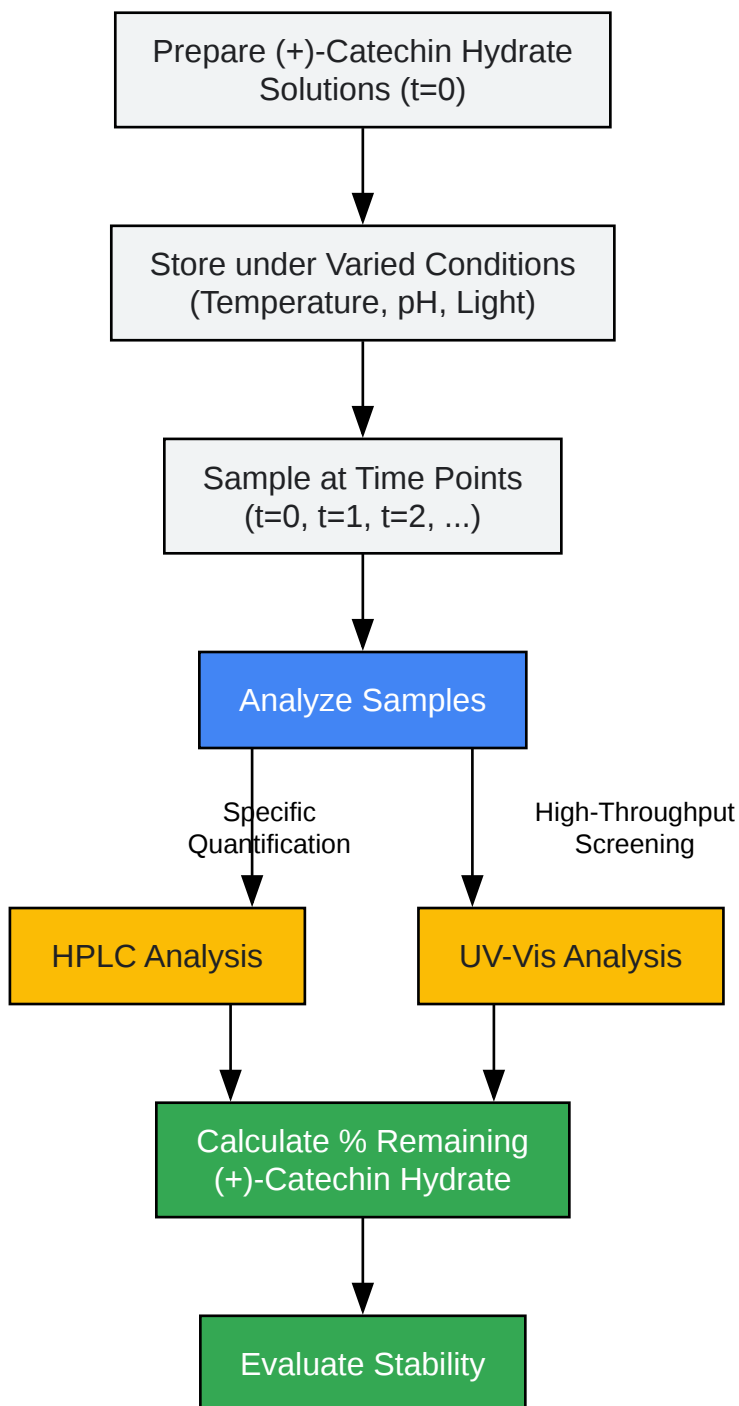 Prepare (+)-Catechin Hydrate
Solutions (t=0)
Store under Varied Conditions
(Temperature, pH, Light)
Sample at Time Points
(t=0, t=1, t=2, ...)
Analyze Samples
Specific
Quantification
High-Throughput
Screening
HPLC Analysis
UV-Vis Analysis
Calculate % Remaining
(+)-Catechin Hydrate
Evaluate Stability